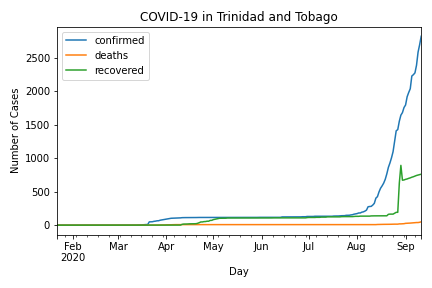 COVID-19 in Trinidad and Tobago
confirmed
deaths
recovered
Number of Cases
2500
2000
1500
1000
500
0
Feb Mar Apr May Jun Jul Aug Sep
2020
Day